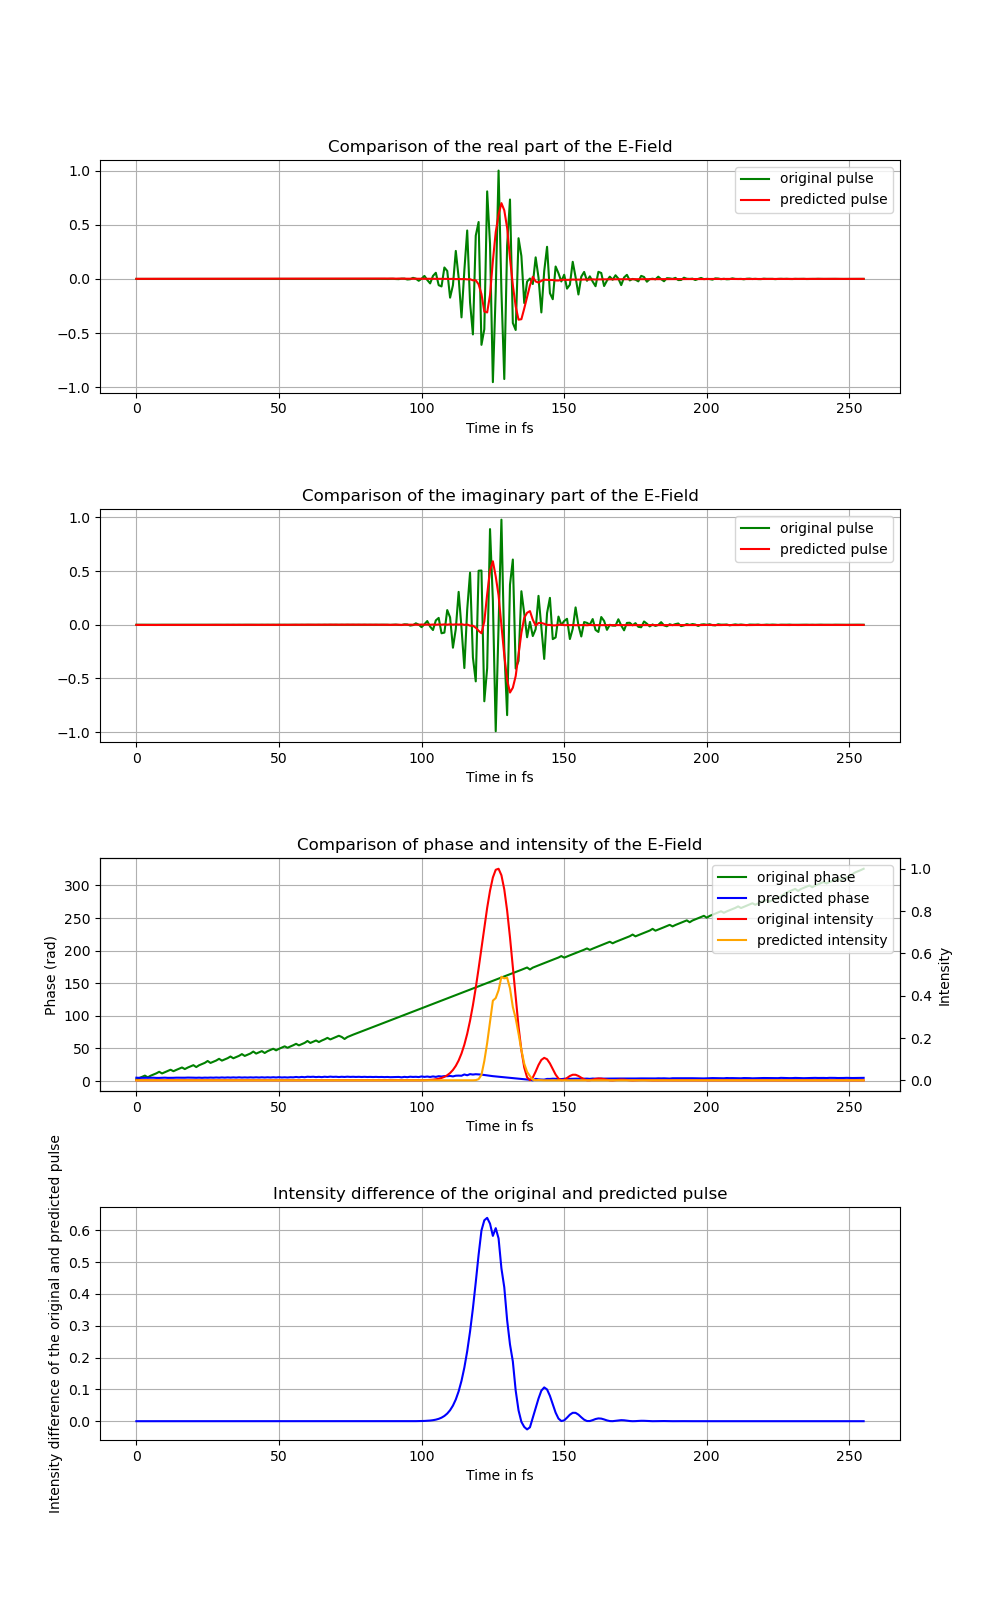 Comparison of the real part of the E-Field
1.0
0.5
0.0
−0.5
−1.0
original pulse
predicted pulse
0 50 100 150 200 250
Time in fs
Comparison of the imaginary part of the E-Field
1.0
0.5
0.0
−0.5
−1.0
original pulse
predicted pulse
0 50 100 150 200 250
Time in fs
Comparison of phase and intensity of the E-Field
Phase (rad)
300
250
200
150
100
50
0
original phase
predicted phase
original intensity
predicted intensity
1.0
0.8
0.6
0.4
0.2
0.0
Intensity
0 50 100 150 200 250
Time in fs
Intensity difference of the original and predicted pulse
Intensity difference of the original and predicted pulse
0.6
0.5
0.4
0.3
0.2
0.1
0.0
0 50 100 150 200 250
Time in fs